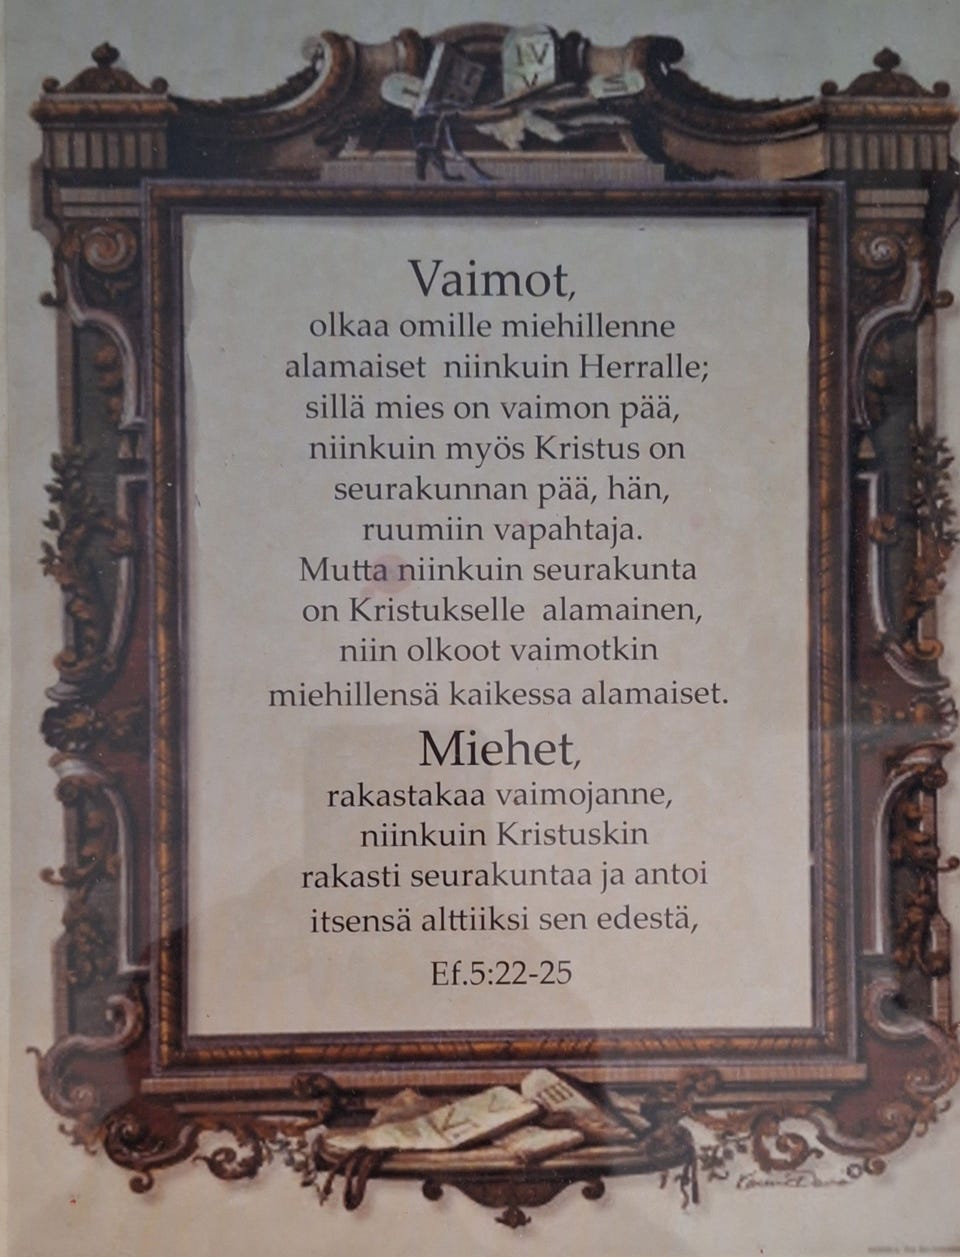 Vaimot,
olkaa omille miehillenne
alamaiset niinkuin Herralle;
sillä mies on vaimon pää,
niinkuin myös Kristus on
seurakunnan pää, hän,
ruumiin vapahtaja.
Mutta niinkuin seurakunta
on Kristukselle alamainen,
niin olkoot vaimotkin
miehillensä kaikessa alamaiset.
Miehet,
rakastakaa vaimojanne,
niinkuin Kristuskin
rakasti seurakuntaa ja antoi
itsensä alttiiksi sen edestä,
Ef.5:22-25